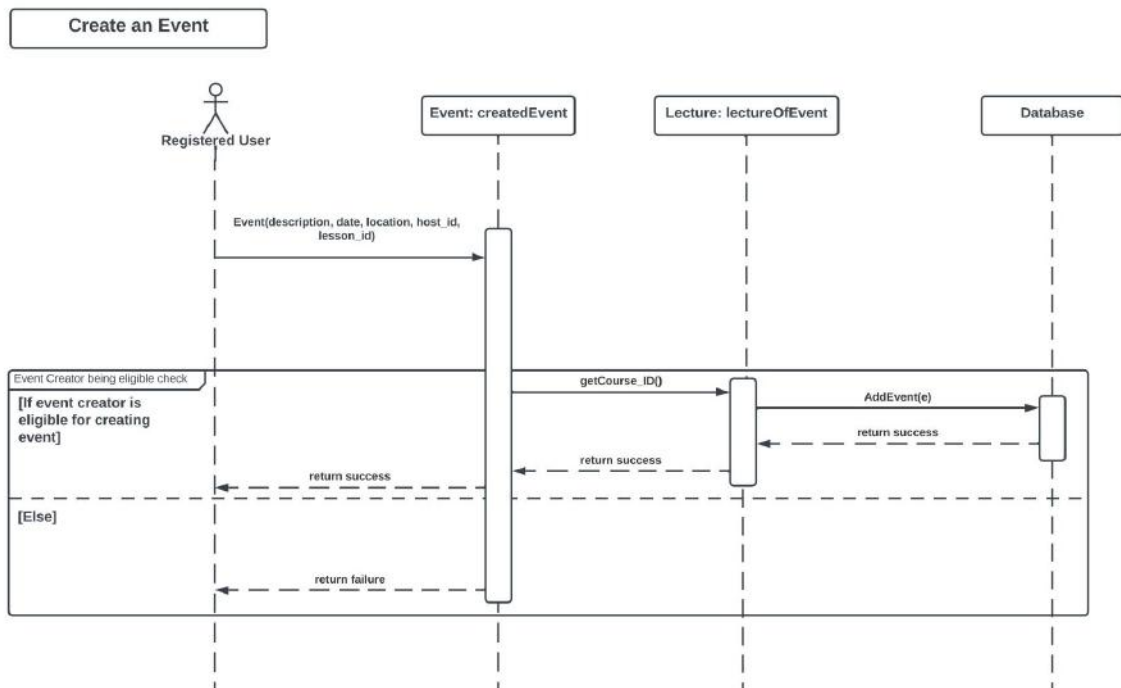 Create an Event
Registered User
Event: createdEvent
Lecture: lectureOfEvent
Database
Event(description, date, location, host_id,
lesson_id)
Event Creator being eligible check
[If event creator is
eligible for creating
event]
getCourse_ID()
AddEvent(e)
return success
return success
return success
[Else]
return failure